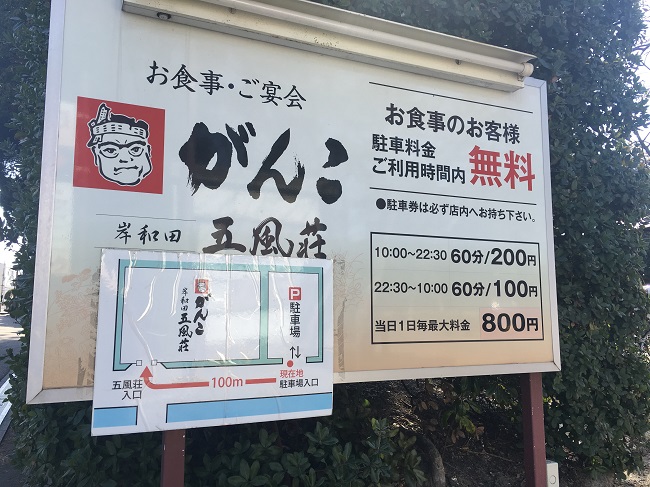 お食事・ご宴会
がんこ
岸和田 五風荘
お食事のお客様
駐車料金
ご利用時間内
無料
●駐車券は必ず店内へお持ち下さい。
10:00~22:30 60分/200円
22:30~10:00 60分/100円
当日1日毎最大料金 800円
がんこ
岸和田 五風荘
P
駐車場
五風荘
入口
100m
現在地
駐車場入口